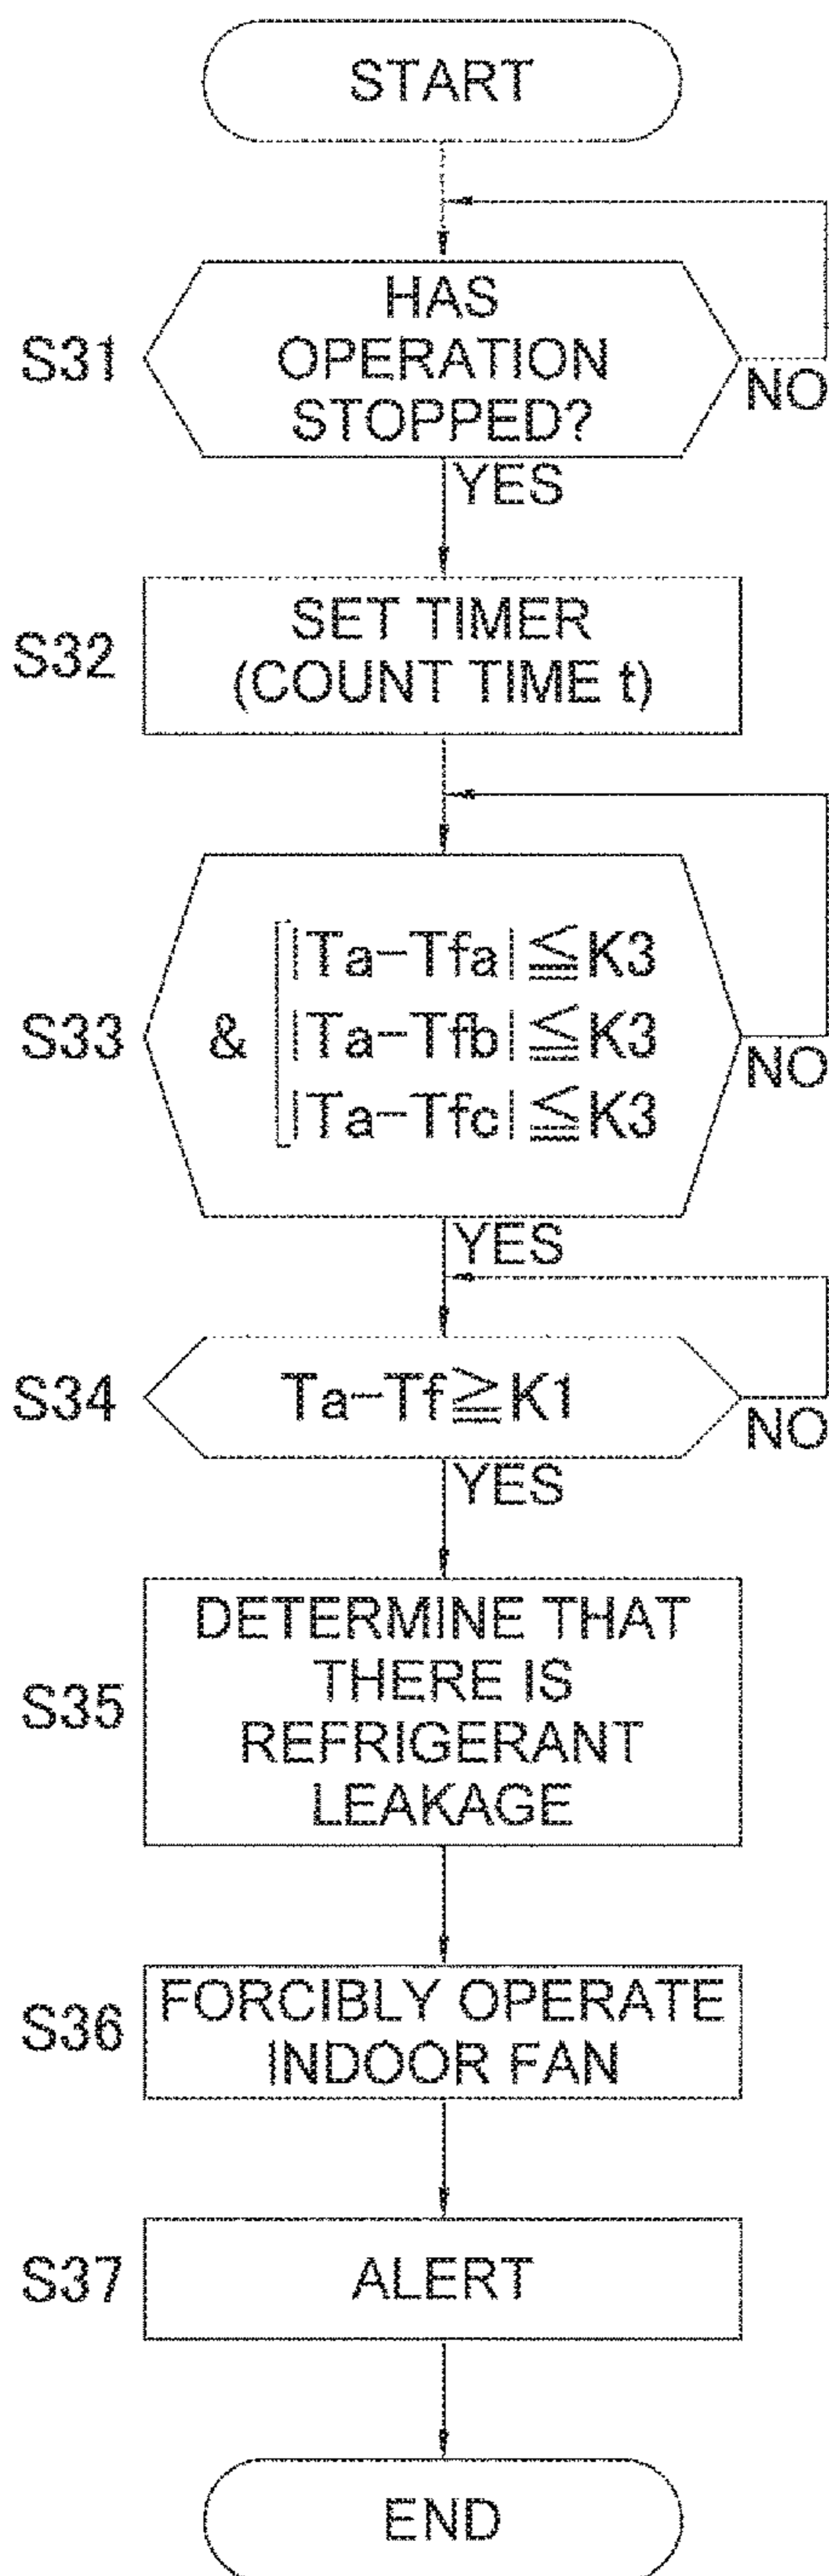 START
HAS
OPERATION
STOPPED?
S31
NO
YES
SET TIMER
(COUNT TIME t)
S32
|Ta-Tfa|≦K3
S33
& |Ta-Tfb|≦K3
|Ta-Tfc|≦K3
NO
YES
S34
Ta-Tf≧K1
NO
YES
DETERMINE THAT
THERE IS
REFRIGERANT
LEAKAGE
S35
FORCIBLY OPERATE
INDOOR FAN
S36
S37
ALERT
END